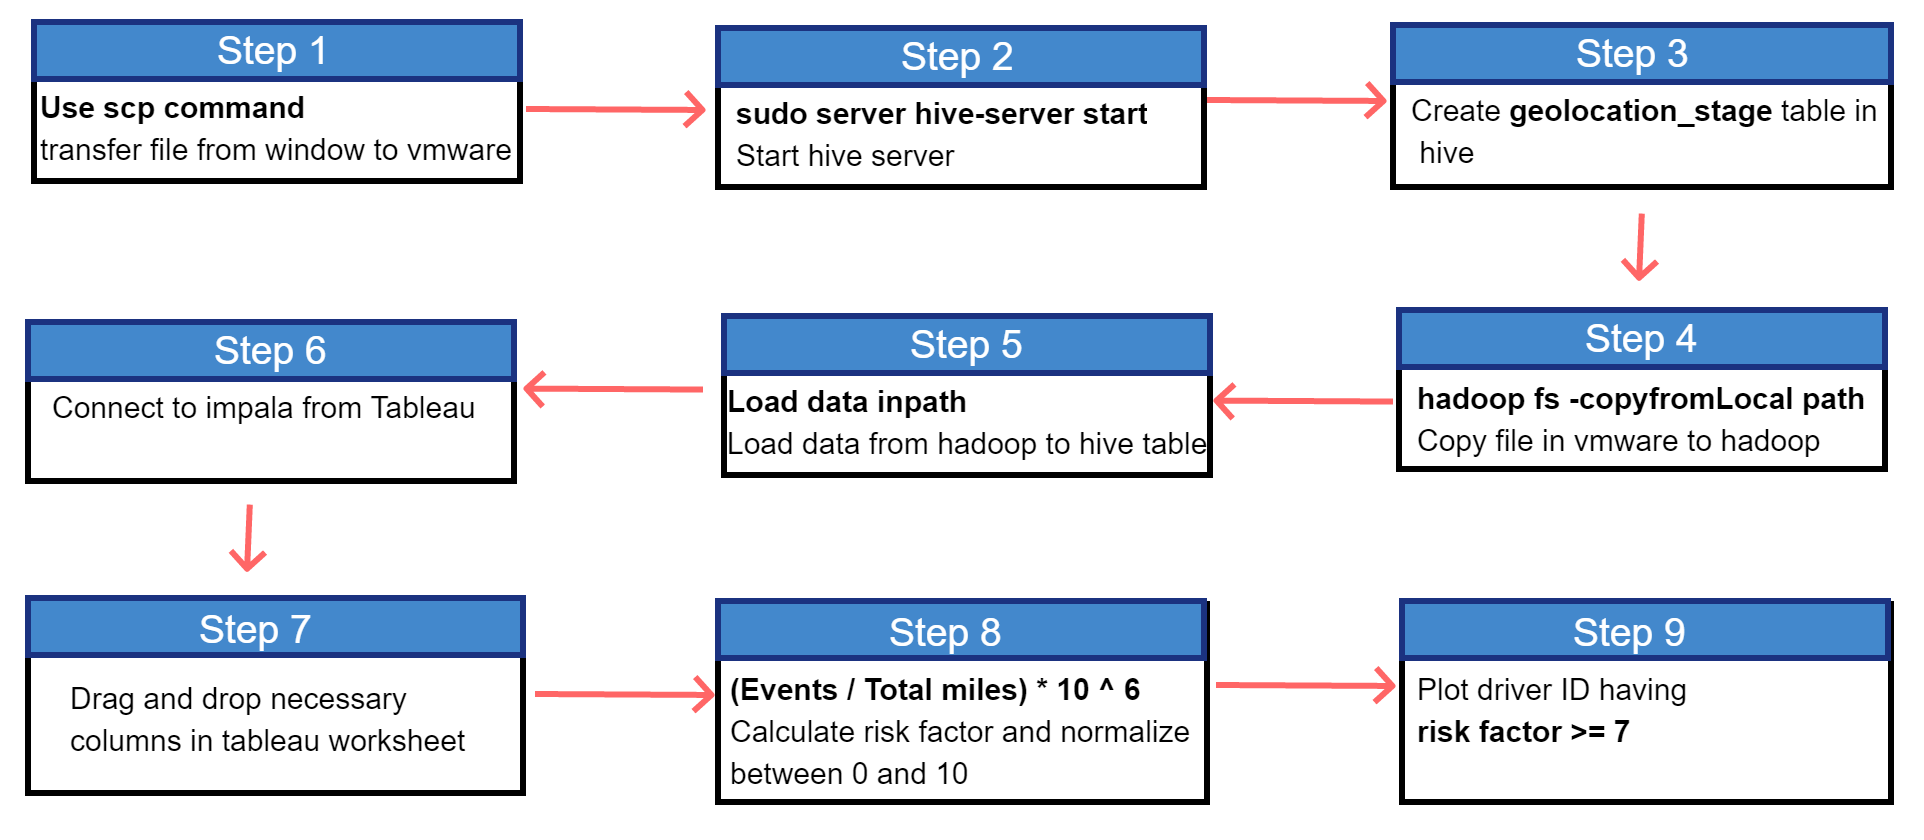 Step 1
Use scp command
transfer file from window to vmware
Step 2
sudo server hive-server start
Start hive server
Step 3
Create geolocation_stage table in
hive
Step 4
hadoop fs -copyfromLocal path
Copy file in vmware to hadoop
Step 5
Load data inpath
Load data from hadoop to hive table
Step 6
Connect to impala from Tableau
Step 7
Drag and drop necessary
columns in tableau worksheet
Step 8
(Events / Total miles) * 10 ^ 6
Calculate risk factor and normalize
between 0 and 10
Step 9
Plot driver ID having
risk factor >= 7